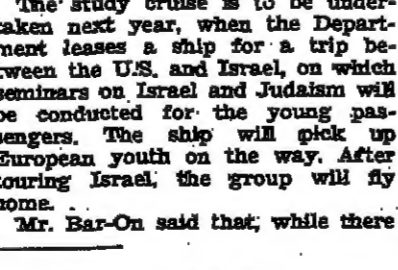 The study cruise is to be under-
taken next year, when the Depart-
ment leases a ship for a trip be-
tween the U.S. and Israel, on which
seminars on Israel and Judaism will
be conducted for the young pas-
sengers. The ship will pick up
European youth on the way. After
touring Israel, the group will fly
home.
Mr. Bar-On said that, while there